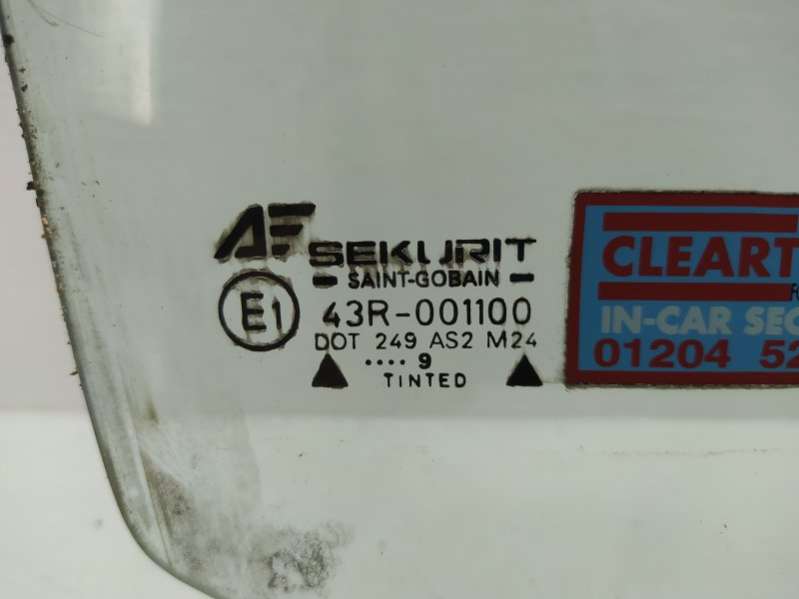 AF SEKURIT
SAINT-GOBAIN
E1 43R-001100
DOT 249 AS2 M24
.... 9
TINTED
CLEART
IN-CAR SEC
01204 52